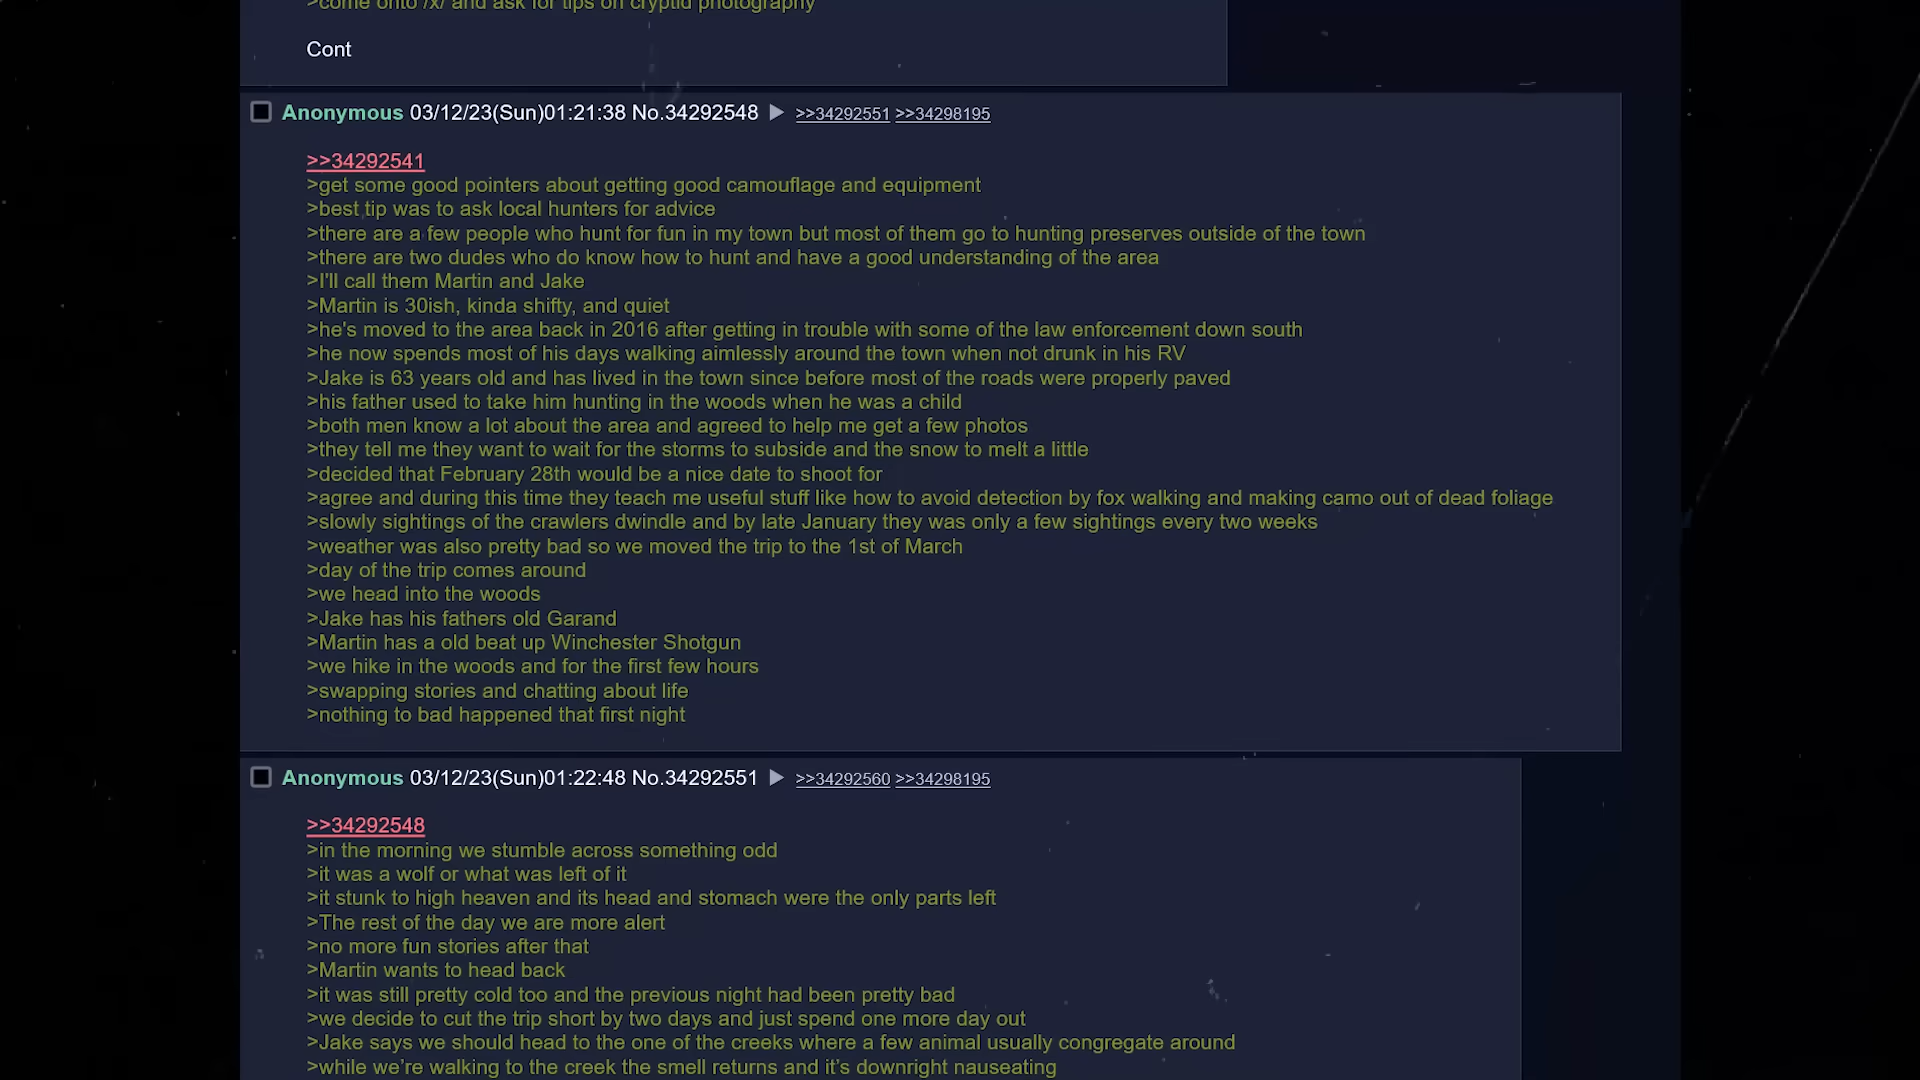 >come onto /x/ and ask for tips on cryptid photography
Cont
Anonymous 03/12/23(Sun)01:21:38 No.34292548 ▶ >>34292551 >>34298195
>>34292541
>get some good pointers about getting good camouflage and equipment
>best tip was to ask local hunters for advice
>there are a few people who hunt for fun in my town but most of them go to hunting preserves outside of the town
>there are two dudes who do know how to hunt and have a good understanding of the area
>I'll call them Martin and Jake
>Martin is 30ish, kinda shifty, and quiet
>he's moved to the area back in 2016 after getting in trouble with some of the law enforcement down south
>he now spends most of his days walking aimlessly around the town when not drunk in his RV
>Jake is 63 years old and has lived in the town since before most of the roads were properly paved
>his father used to take him hunting in the woods when he was a child
>both men know a lot about the area and agreed to help me get a few photos
>they tell me they want to wait for the storms to subside and the snow to melt a little
>decided that February 28th would be a nice date to shoot for
>agree and during this time they teach me useful stuff like how to avoid detection by fox walking and making camo out of dead foliage
>slowly sightings of the crawlers dwindle and by late January they was only a few sightings every two weeks
>weather was also pretty bad so we moved the trip to the 1st of March
>day of the trip comes around
>we head into the woods
>Jake has his fathers old Garand
>Martin has a old beat up Winchester Shotgun
>we hike in the woods and for the first few hours
>swapping stories and chatting about life
>nothing to bad happened that first night
Anonymous 03/12/23(Sun)01:22:48 No.34292551 ▶ >>34292560 >>34298195
>>34292548
>in the morning we stumble across something odd
>it was a wolf or what was left of it
>it stunk to high heaven and its head and stomach were the only parts left
>The rest of the day we are more alert
>no more fun stories after that
>Martin wants to head back
>it was still pretty cold too and the previous night had been pretty bad
>we decide to cut the trip short by two days and just spend one more day out
>Jake says we should head to the one of the creeks where a few animal usually congregate around
>while we're walking to the creek the smell returns and it's downright nauseating